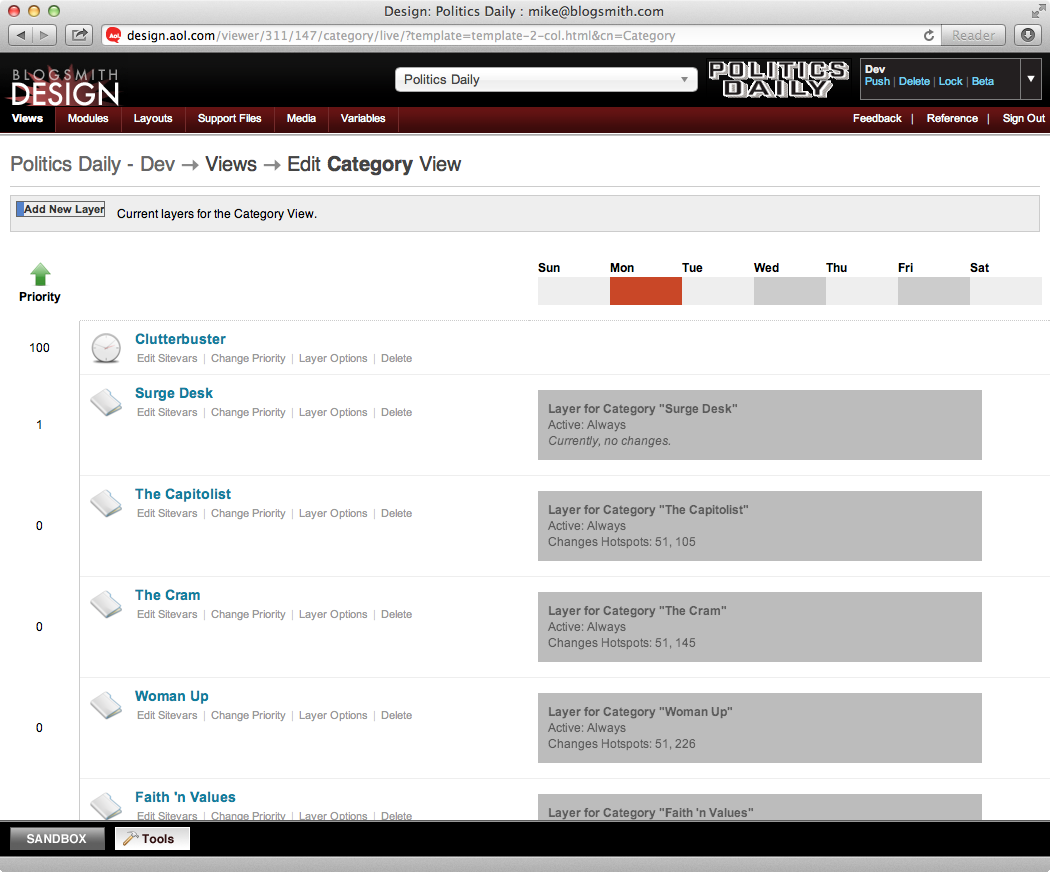 Design: Politics Daily : mike@blogsmith.com
design.aol.com/viewer/311/147/category/live/?template=template-2-col.html&cn=Category
Reader
Aol.
BLOGSMITH
DESIGN
Politics Daily
POLITICS
DAILY
Dev
Push | Delete | Lock | Beta
Views Modules Layouts Support Files Media Variables Feedback | Reference | Sign Out
Politics Daily - Dev → Views → Edit Category View
Add New Layer Current layers for the Category View.
Sun Mon Tue Wed Thu Fri Sat
Priority
100
Clutterbuster
Edit Sitevars | Change Priority | Layer Options | Delete
1
Surge Desk
Edit Sitevars | Change Priority | Layer Options | Delete
Layer for Category "Surge Desk"
Active: Always
Currently, no changes.
0
The Capitolist
Edit Sitevars | Change Priority | Layer Options | Delete
Layer for Category "The Capitolist"
Active: Always
Changes Hotspots: 51, 105
0
The Cram
Edit Sitevars | Change Priority | Layer Options | Delete
Layer for Category "The Cram"
Active: Always
Changes Hotspots: 51, 145
0
Woman Up
Edit Sitevars | Change Priority | Layer Options | Delete
Layer for Category "Woman Up"
Active: Always
Changes Hotspots: 51, 226
Faith 'n Values
Edit Sitevars | Change Priority | Layer Options | Delete
Layer for Category "Faith 'n Values"
SANDBOX Tools